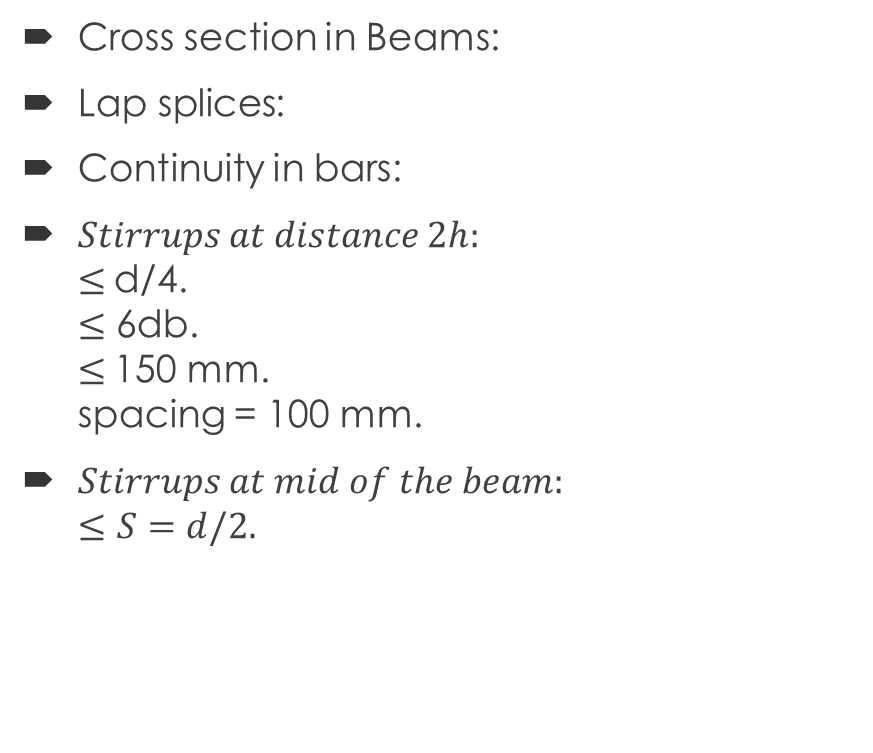 Cross section in Beams:
Lap splices:
Continuity in bars:
Stirrups at distance 2h:
≤ d/4.
≤ 6db.
≤ 150 mm.
spacing = 100 mm.
Stirrups at mid of the beam:
≤ S = d/2.